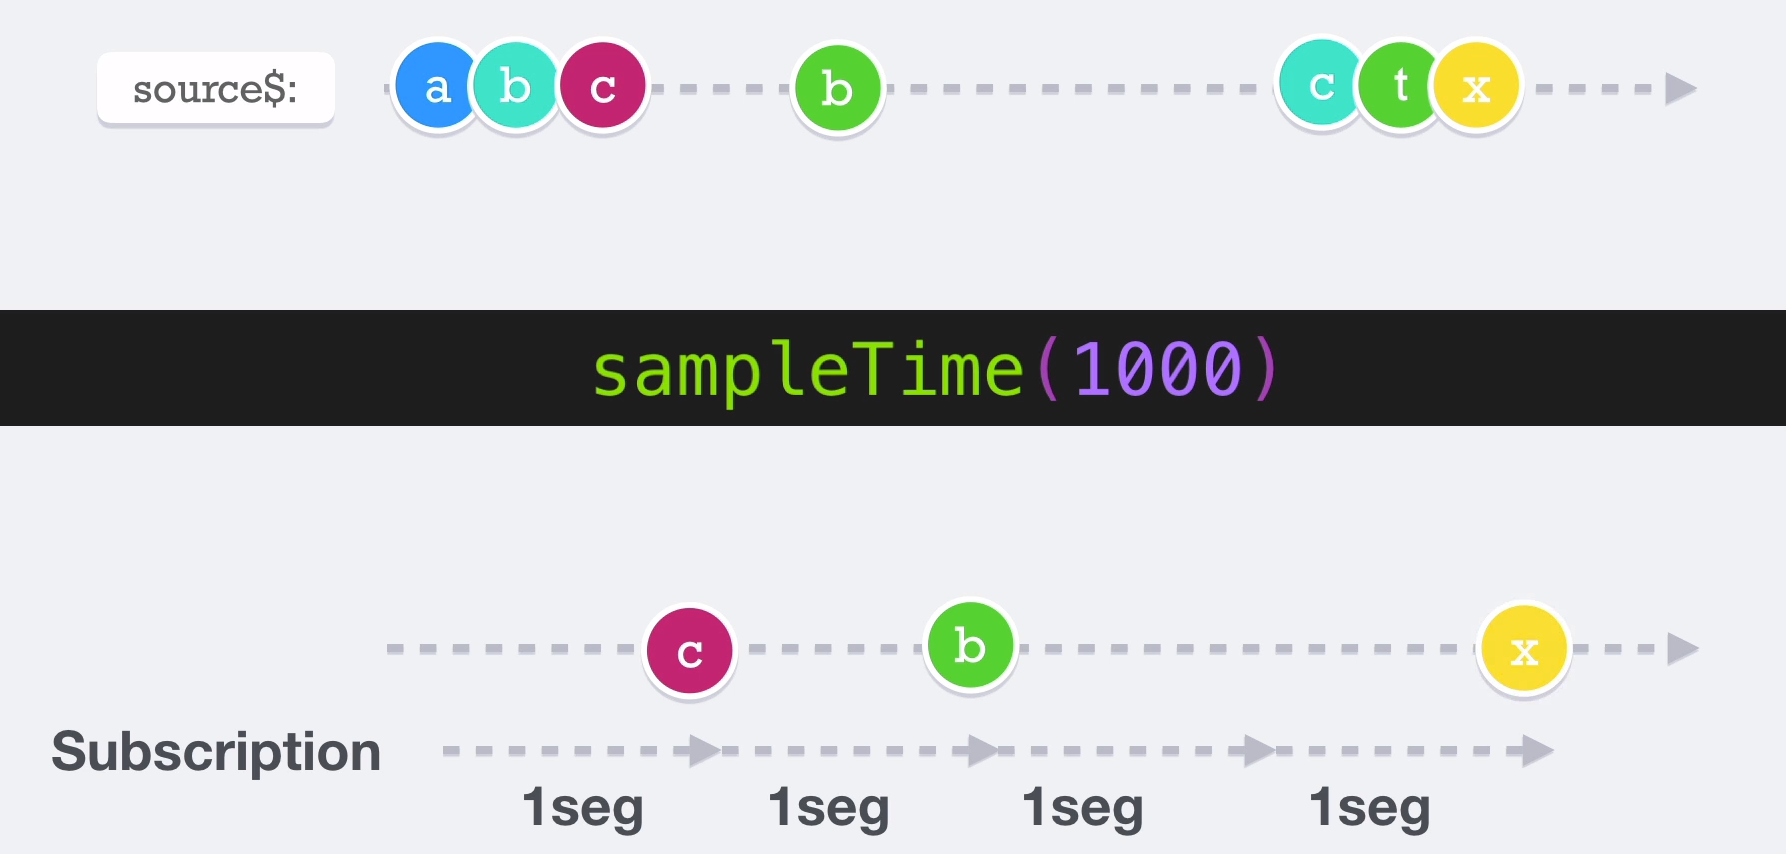 source$: a b c b c t x
sampleTime(1000)
c b x
Subscription
1seg 1seg 1seg 1seg